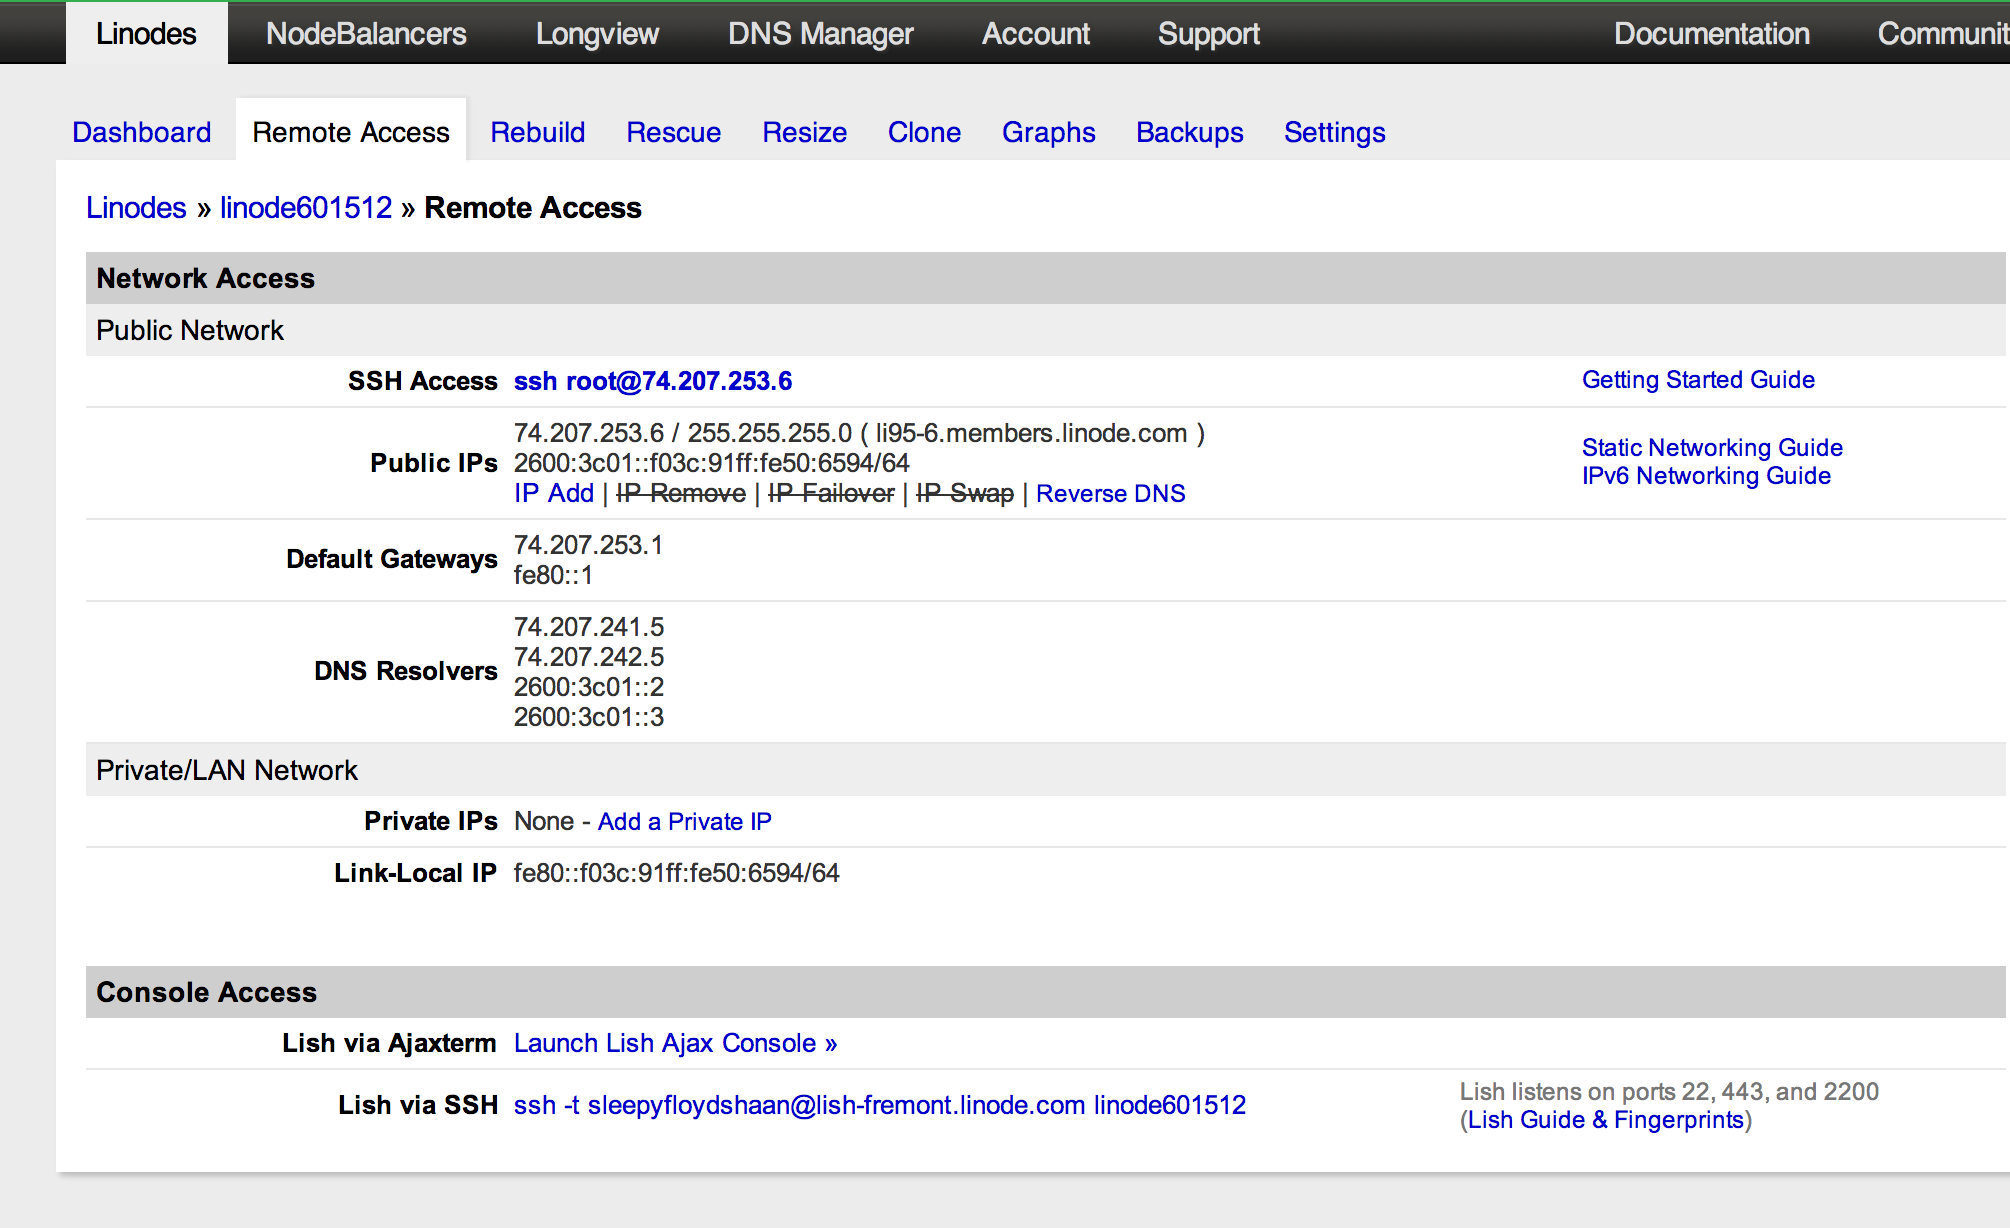 Linodes NodeBalancers Longview DNS Manager Account Support Documentation Communit
Dashboard Remote Access Rebuild Rescue Resize Clone Graphs Backups Settings
Linodes » linode601512 » Remote Access
Network Access
Public Network
SSH Access ssh root@74.207.253.6 Getting Started Guide
74.207.253.6 / 255.255.255.0 ( li95-6.members.linode.com )
Static Networking Guide
Public IPs 2600:3c01::f03c:91ff:fe50:6594/64
IPv6 Networking Guide
IP Add | IP Remove | IP Failover | IP Swap | Reverse DNS
Default Gateways 74.207.253.1
fe80::1
DNS Resolvers 74.207.241.5
74.207.242.5
2600:3c01::2
2600:3c01::3
Private/LAN Network
Private IPs None - Add a Private IP
Link-Local IP fe80::f03c:91ff:fe50:6594/64
Console Access
Lish via Ajaxterm Launch Lish Ajax Console »
Lish via SSH ssh -t sleepyfloydshaan@lish-fremont.linode.com linode601512 Lish listens on ports 22, 443, and 2200
(Lish Guide & Fingerprints)